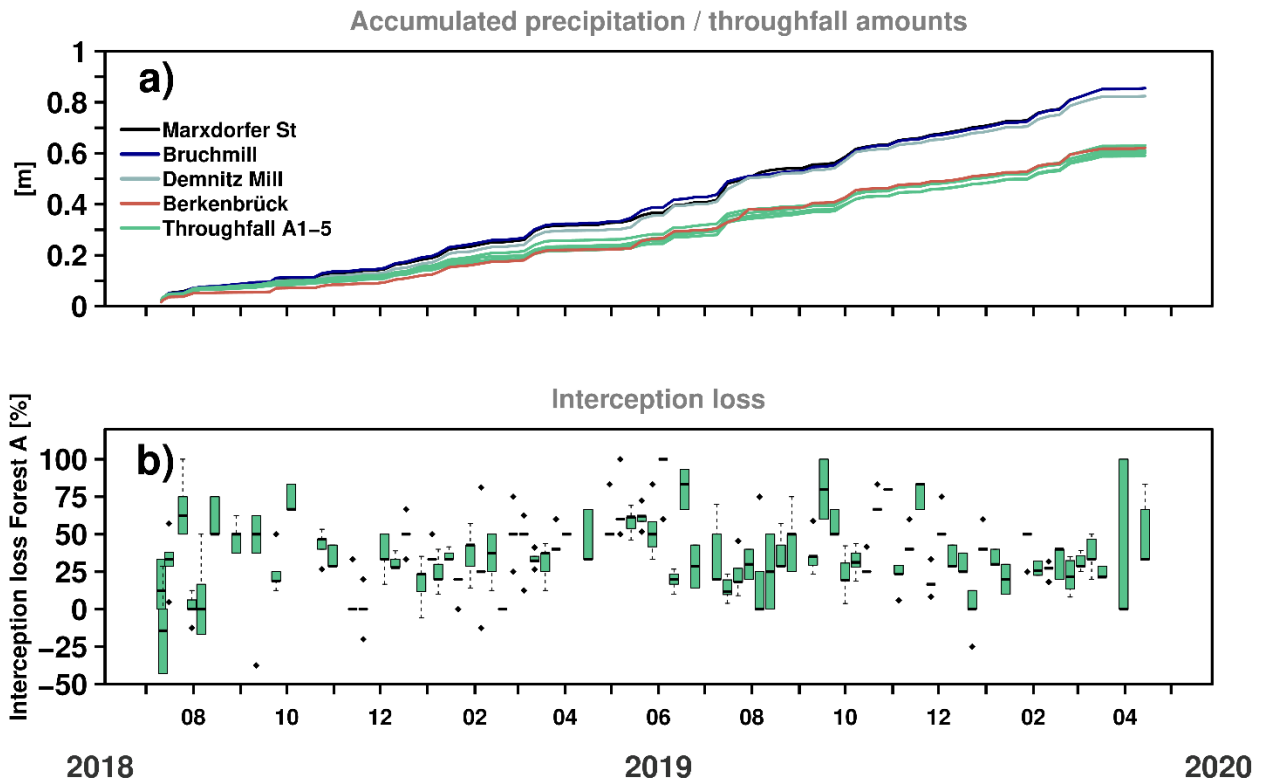 Accumulated precipitation / throughfall amounts
a)
[m]
1
0.8
0.6
0.4
0.2
0
Marxdorfer St
Bruchmill
Demnitz Mill
Berkenbrück
Throughfall A1–5
Interception loss
b)
Interception loss Forest A [%]
100
75
50
25
0
−25
−50
08 10 12 02 04 06 08 10 12 02 04
2018 2019 2020